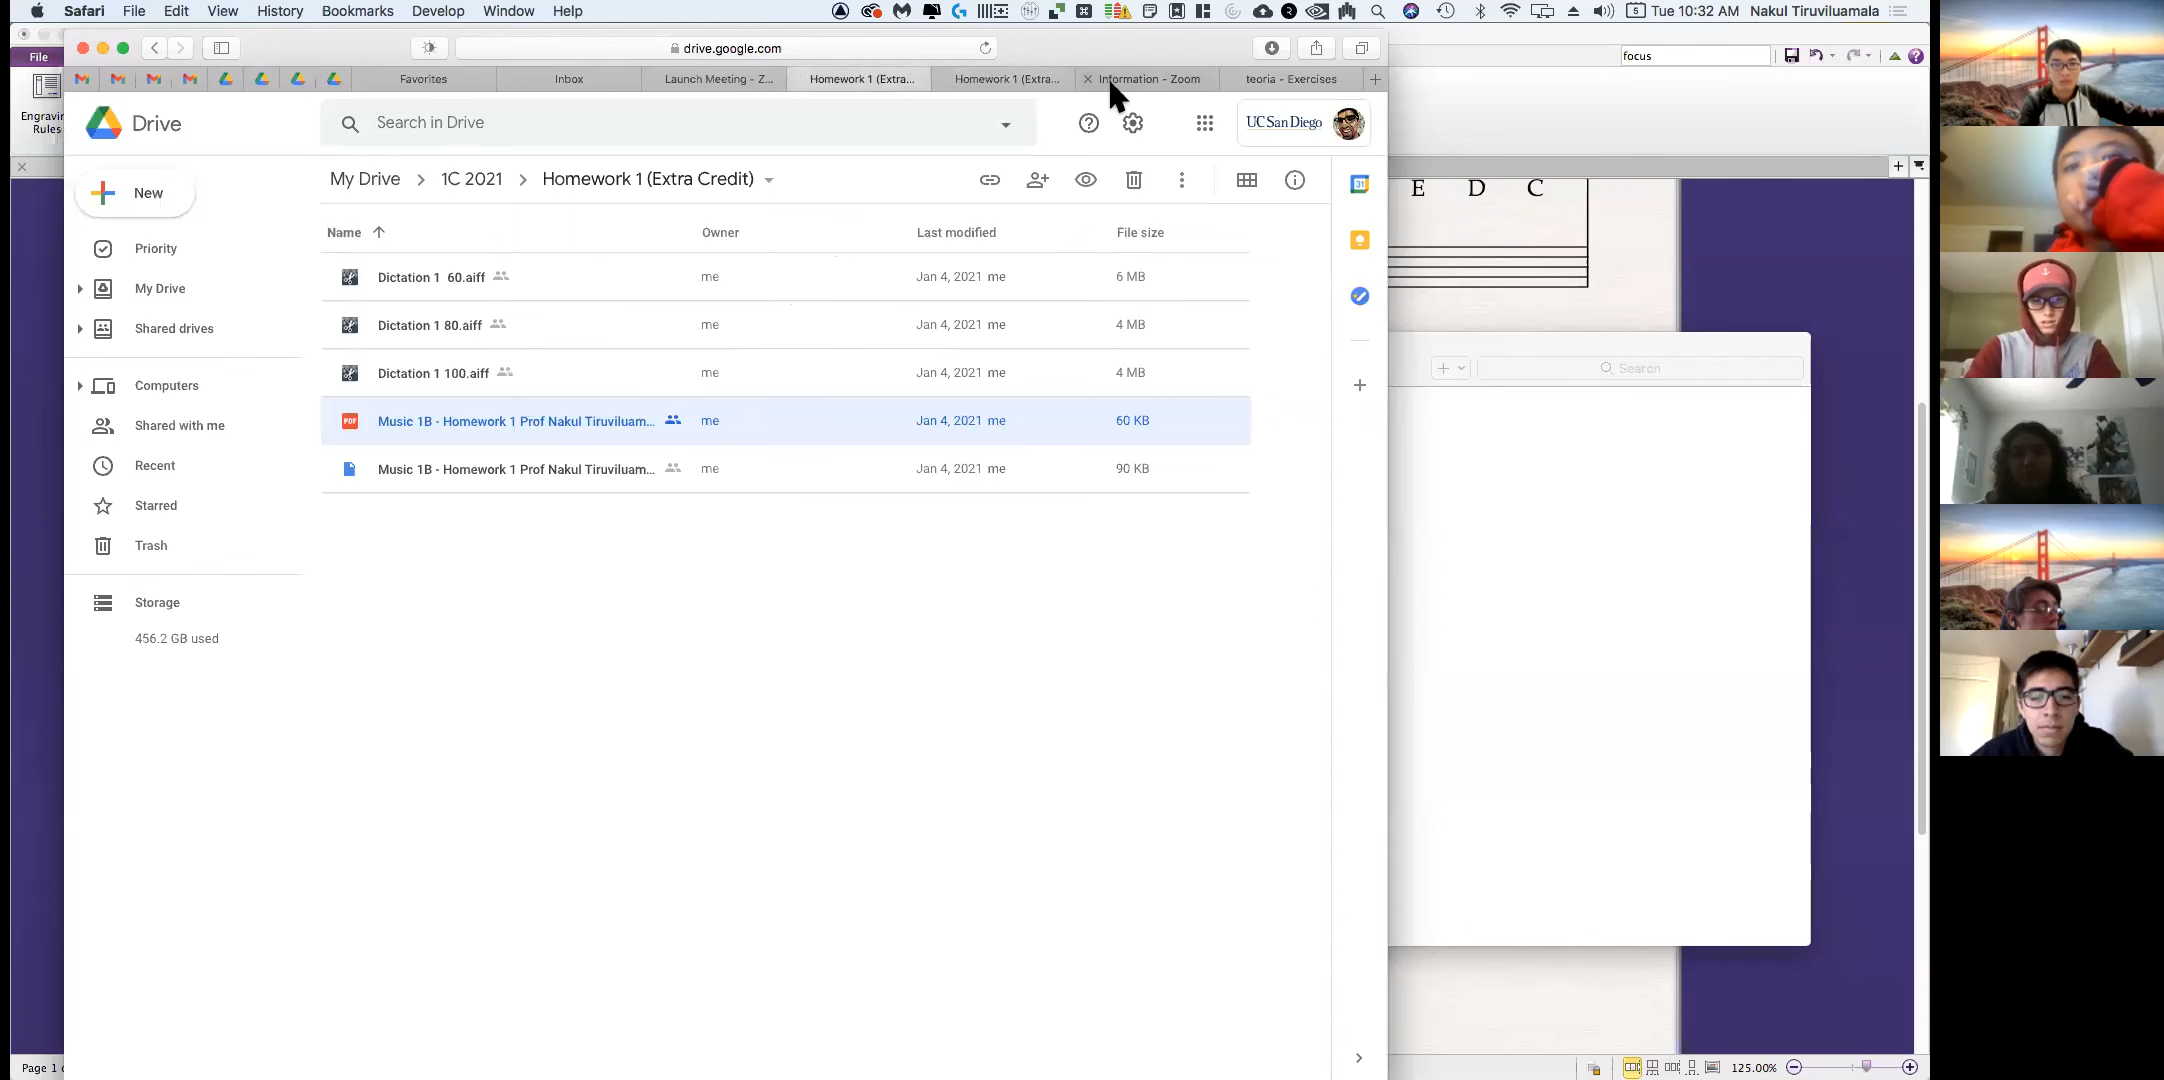 Safari File Edit View History Bookmarks Develop Window Help
Tue 10:32 AM Nakul Tiruviluamala
File
focus
drive.google.com
Favorites
Inbox
Launch Meeting - Z...
Homework 1 (Extra...
Homework 1 (Extra...
Information - Zoom
teoria - Exercises
Engravin
Rules
Drive
Search in Drive
UC San Diego
New
My Drive > 1C 2021 > Homework 1 (Extra Credit)
E D C
31
Name Owner Last modified File size
Priority
Dictation 1 60.aiff me Jan 4, 2021 me 6 MB
My Drive
Dictation 1 80.aiff me Jan 4, 2021 me 4 MB
Shared drives
Dictation 1 100.aiff me Jan 4, 2021 me 4 MB
Search
Computers
PDF Music 1B - Homework 1 Prof Nakul Tiruviluam... me Jan 4, 2021 me 60 KB
Shared with me
Music 1B - Homework 1 Prof Nakul Tiruviluam... me Jan 4, 2021 me 90 KB
Recent
Starred
Trash
Storage
456.2 GB used
Page 1
125.00%